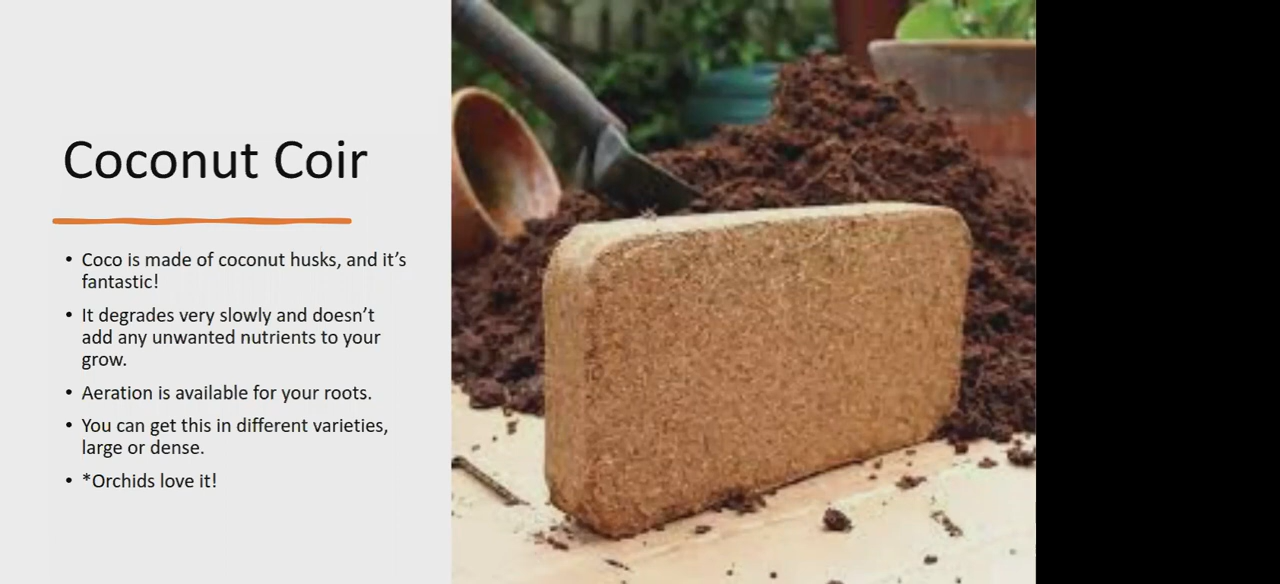 Coconut Coir
• Coco is made of coconut husks, and it’s
fantastic!
• It degrades very slowly and doesn’t
add any unwanted nutrients to your
grow.
• Aeration is available for your roots.
• You can get this in different varieties,
large or dense.
• *Orchids love it!